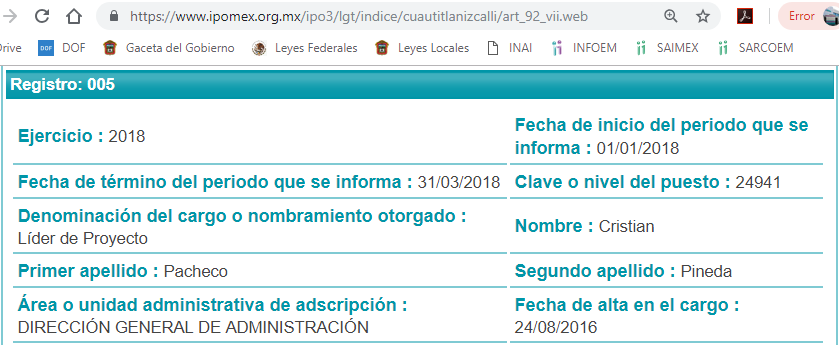 https://www.ipomex.org.mx/ipo3/lgt/indice/cuautitlanizcalli/art_92_vii.web
Error
rive DOF Gaceta del Gobierno Leyes Federales Leyes Locales INAI INFOEM SAIMEX SARCOEM
Registro: 005
Ejercicio : 2018
Fecha de inicio del periodo que se
informa : 01/01/2018
Fecha de término del periodo que se informa : 31/03/2018
Clave o nivel del puesto : 24941
Denominación del cargo o nombramiento otorgado :
Líder de Proyecto
Nombre : Cristian
Primer apellido : Pacheco
Segundo apellido : Pineda
Área o unidad administrativa de adscripción :
DIRECCIÓN GENERAL DE ADMINISTRACIÓN
Fecha de alta en el cargo :
24/08/2016